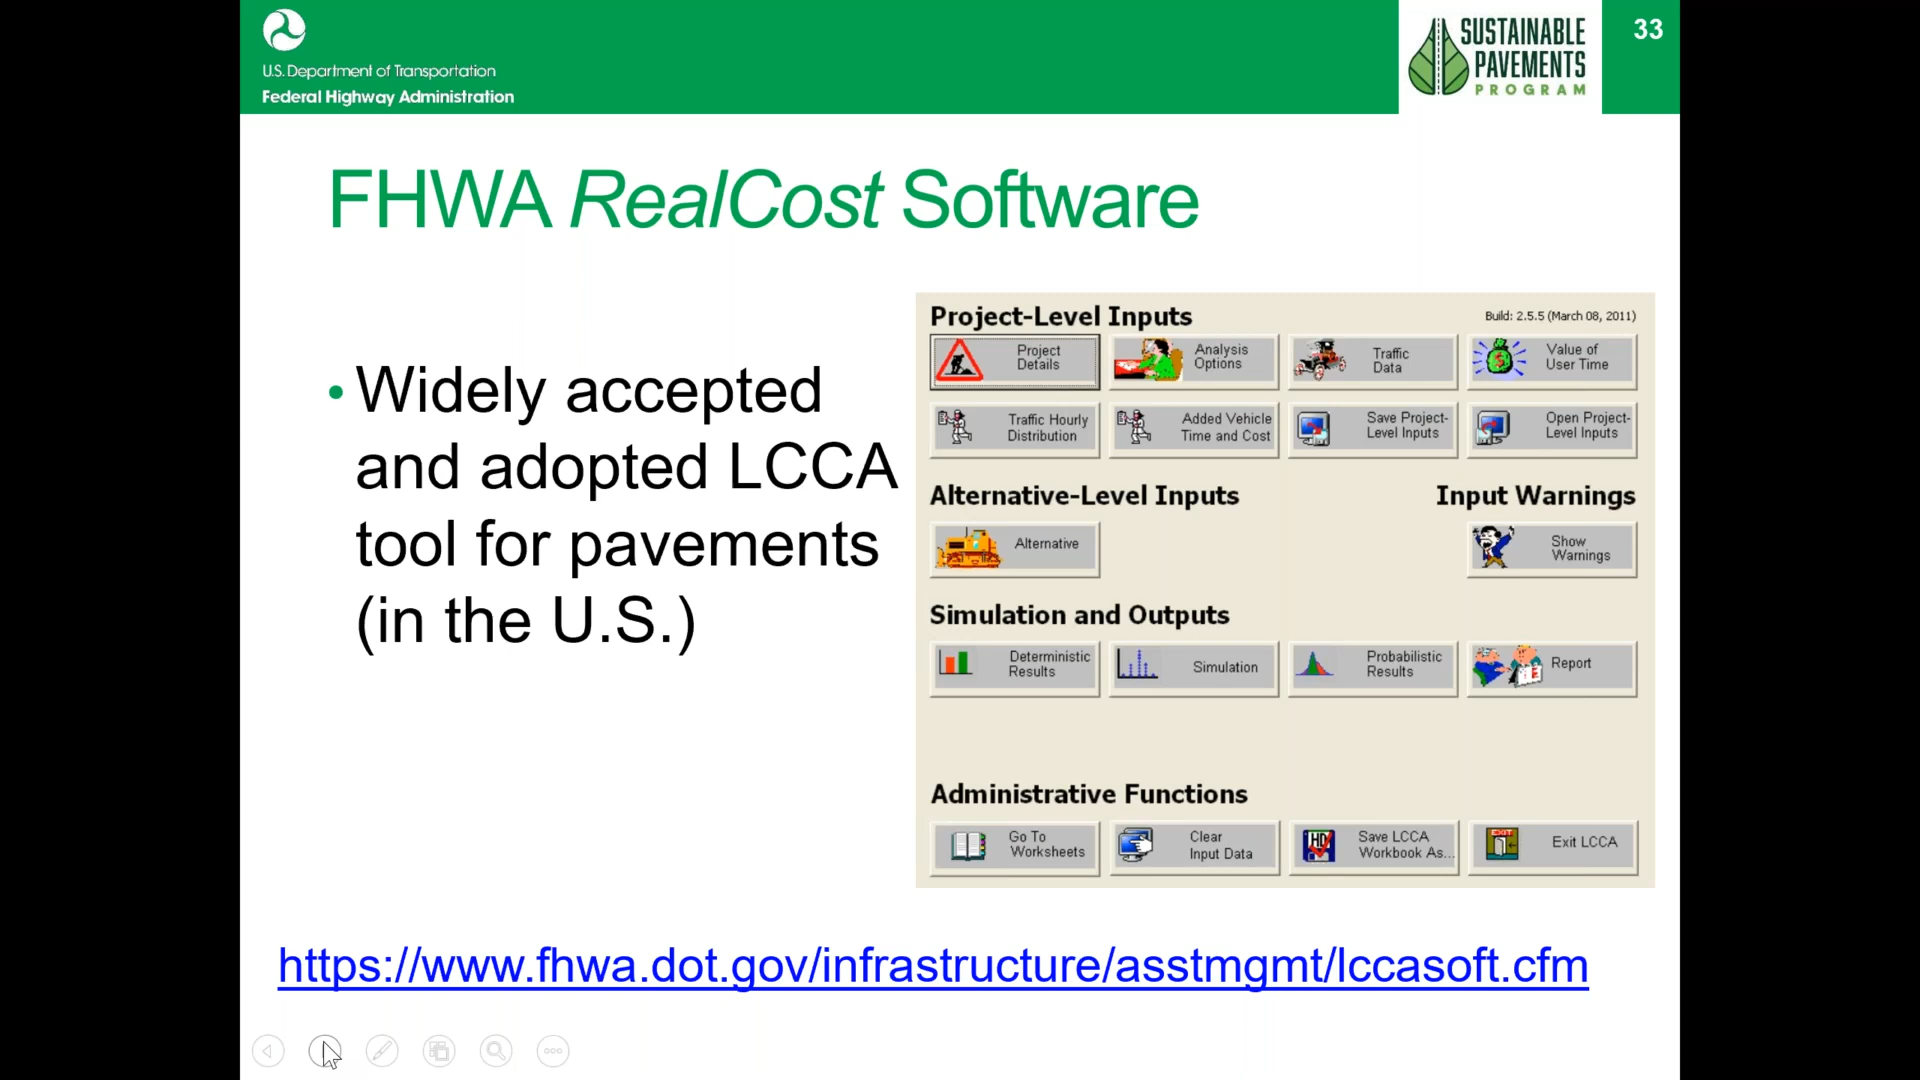 U.S. Department of Transportation
Federal Highway Administration
SUSTAINABLE
PAVEMENTS
PROGRAM
33
FHWA RealCost Software
• Widely accepted
and adopted LCCA
tool for pavements
(in the U.S.)
Project-Level Inputs
Build: 2.5.5 (March 08, 2011)
Project
Details
Analysis
Options
Traffic
Data
Value of
User Time
Traffic Hourly
Distribution
Added Vehicle
Time and Cost
Save Project-
Level Inputs
Open Project-
Level Inputs
Alternative-Level Inputs
Input Warnings
Alternative
Show
Warnings
Simulation and Outputs
Deterministic
Results
Simulation
Probabilistic
Results
Report
Administrative Functions
Go To
Worksheets
Clear
Input Data
HD
Save LCCA
Workbook As...
EXIT
Exit LCCA
https://www.fhwa.dot.gov/infrastructure/asstmgmt/lccasoft.cfm